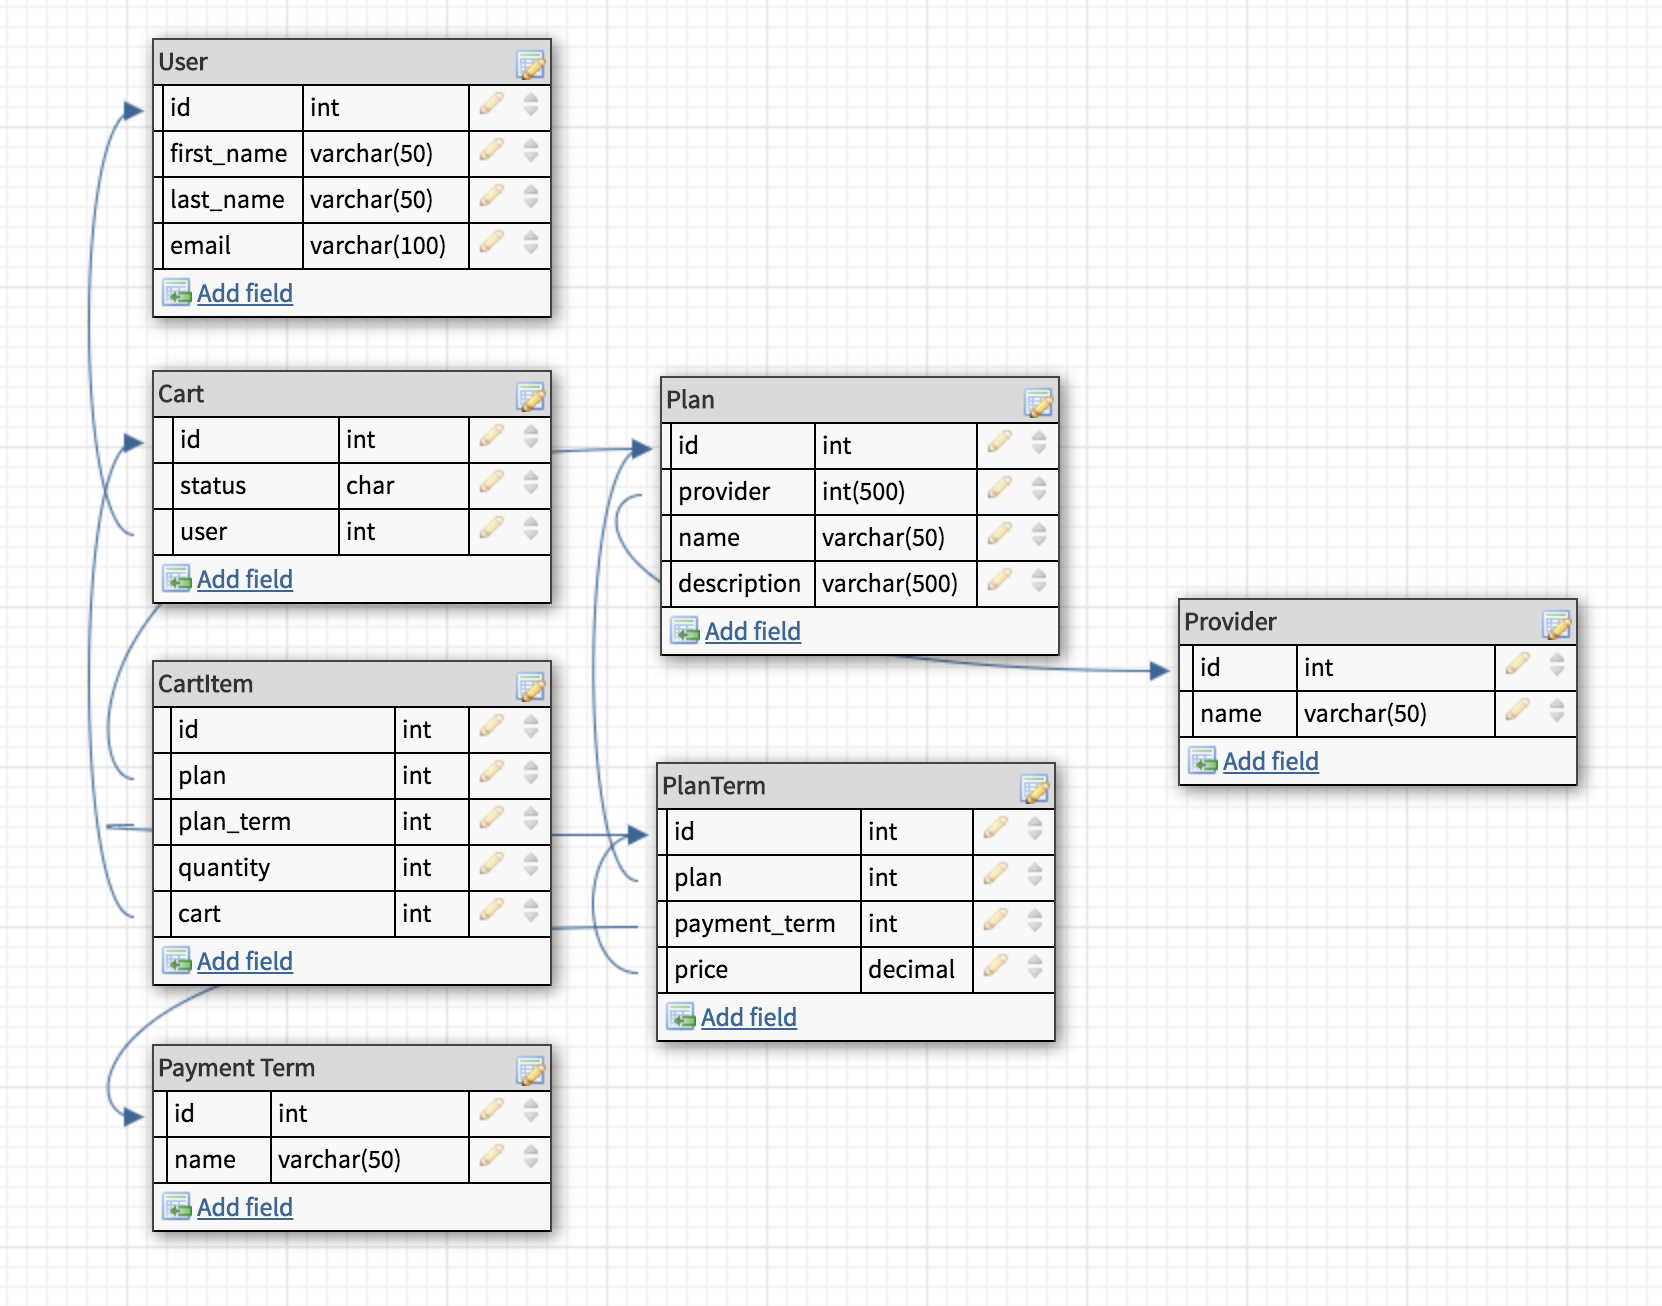 User
id int
first_name varchar(50)
last_name varchar(50)
email varchar(100)
Add field
Cart
id int
status char
user int
Add field
Plan
id int
provider int(500)
name varchar(50)
description varchar(500)
Add field
CartItem
id int
plan int
plan_term int
quantity int
cart int
Add field
Provider
id int
name varchar(50)
Add field
PlanTerm
id int
plan int
payment_term int
price decimal
Add field
Payment Term
id int
name varchar(50)
Add field